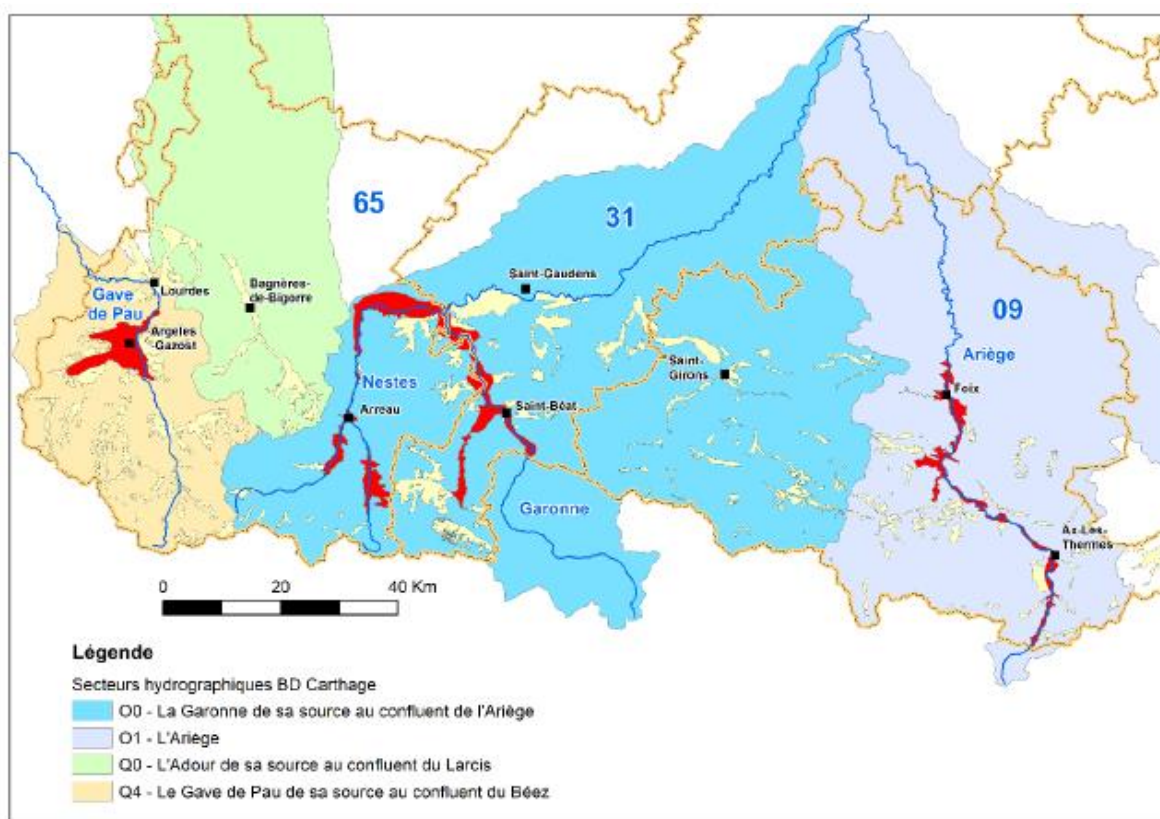 65
31
09
Saint-Gaudens
Lourdes
Bagnères-
de-Bigorre
Gave
de Pau
Argeles
-Gazost
Ariège
Saint-
Girons
Foix
Nestes
Arreau
Saint-Béat
Garonne
Ax-Les-
Thermes
0 20 40 Km
Légende
Secteurs hydrographiques BD Carthage
O0 - La Garonne de sa source au confluent de l'Ariège
O1 - L'Ariège
Q0 - L'Adour de sa source au confluent du Larcis
Q4 - Le Gave de Pau de sa source au confluent du Béez